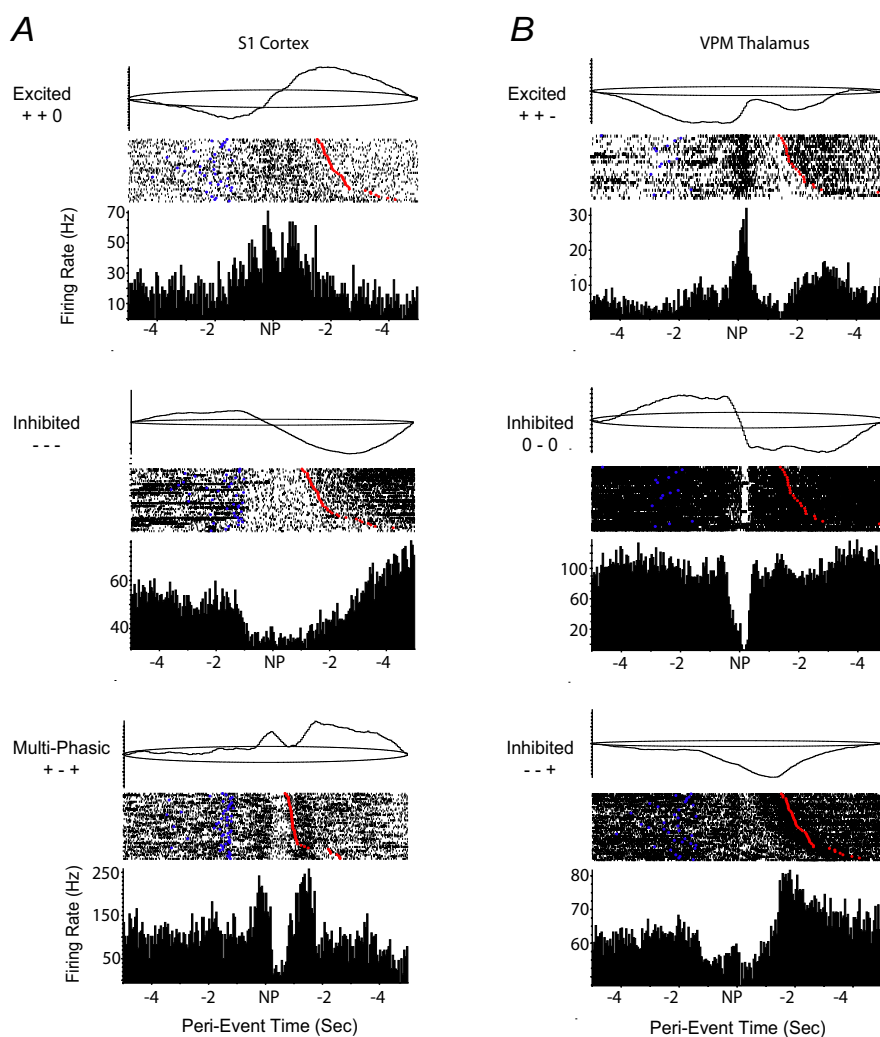 A
S1 Cortex
Excited
+ + 0
Firing Rate (Hz)
70
50
30
10
-4 -2 NP -2 -4
Inhibited
- - -
60
40
-4 -2 NP -2 -4
Multi-Phasic
+ - +
Firing Rate (Hz)
250
150
50
-4 -2 NP -2 -4
Peri-Event Time (Sec)
B
VPM Thalamus
Excited
+ + -
30
20
10
-4 -2 NP -2 -4
Inhibited
0 - 0
100
60
20
-4 -2 NP -2 -4
Inhibited
- - +
80
70
60
-4 -2 NP -2 -4
Peri-Event Time (Sec)